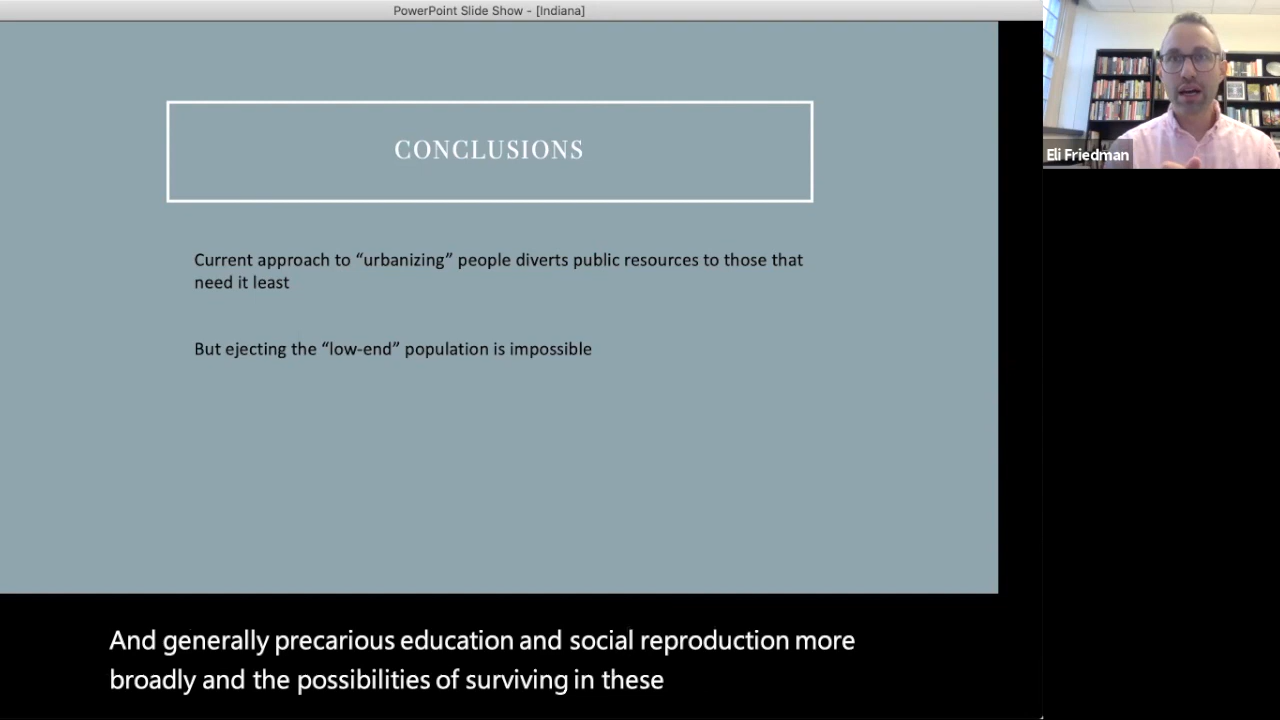 PowerPoint Slide Show - [Indiana]
Eli Friedman
CONCLUSIONS
Current approach to “urbanizing” people diverts public resources to those that
need it least
But ejecting the “low-end” population is impossible
And generally precarious education and social reproduction more
broadly and the possibilities of surviving in these